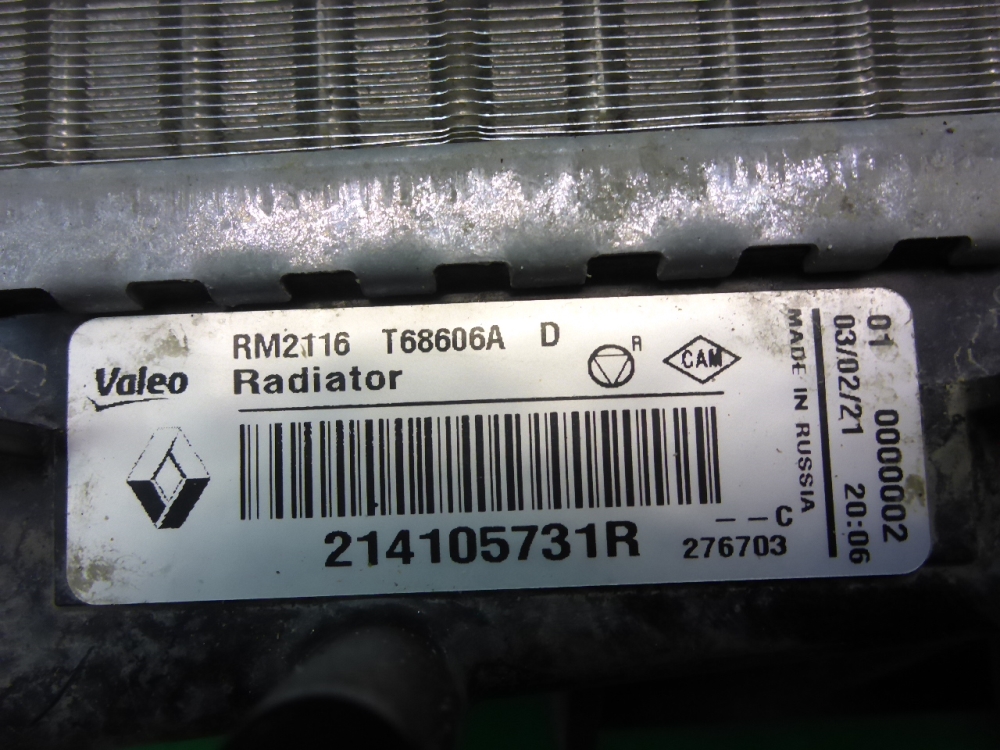 RM2116 T68606A D
Valeo Radiator
R
CAM
214105731R
--C
276703
MADE IN RUSSIA
03/02/21 20:06
01 0000002